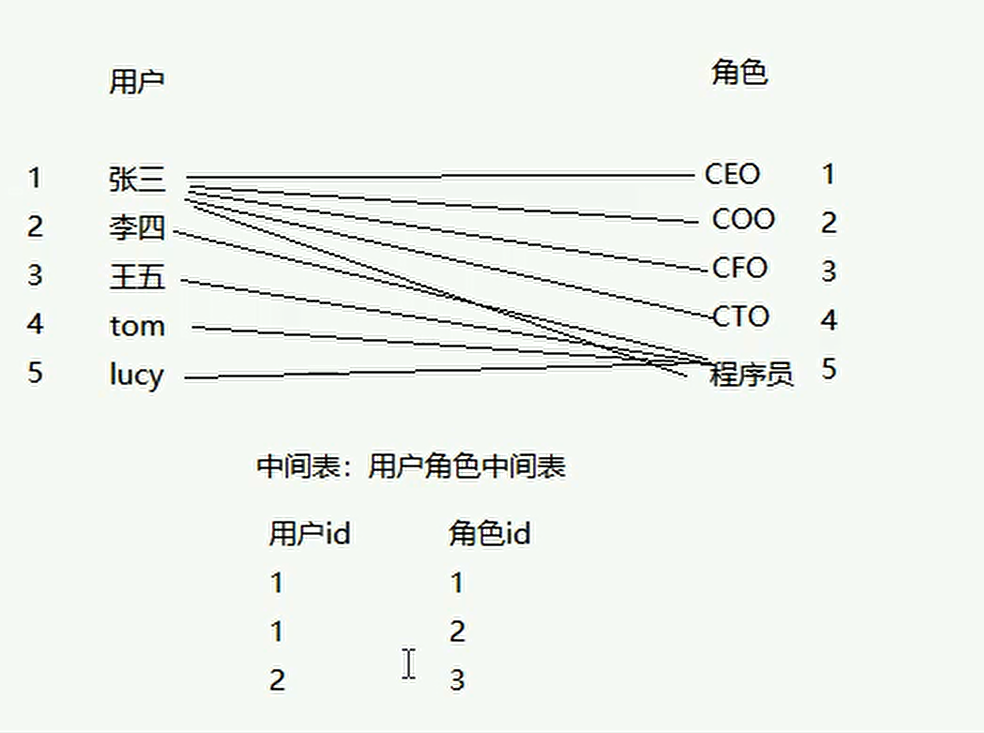 用户 角色
1 张三 CEO 1
2 李四 COO 2
3 王五 CFO 3
4 tom CTO 4
5 lucy 程序员 5
中间表：用户角色中间表
用户id 角色id
1 1
1 2
2 3